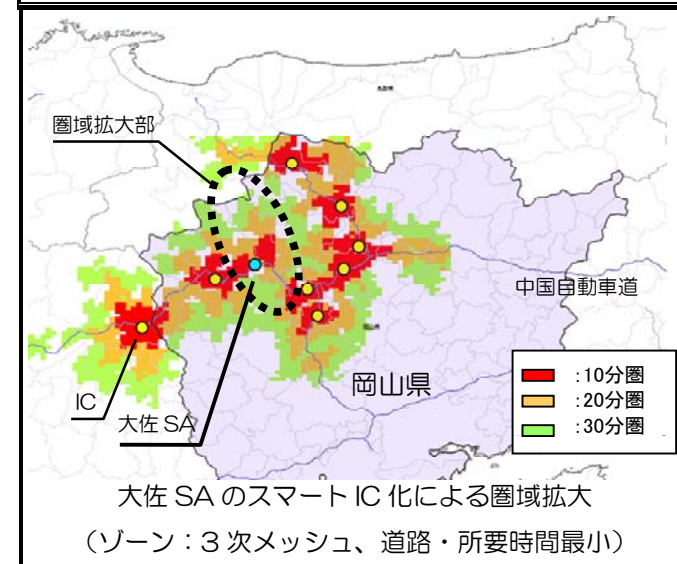 圏域拡大部
中国自動車道
岡山県
IC
大佐 SA
:10分圏
:20分圏
:30分圏
大佐 SA のスマート IC 化による圏域拡大
（ゾーン：3 次メッシュ、道路・所要時間最小）